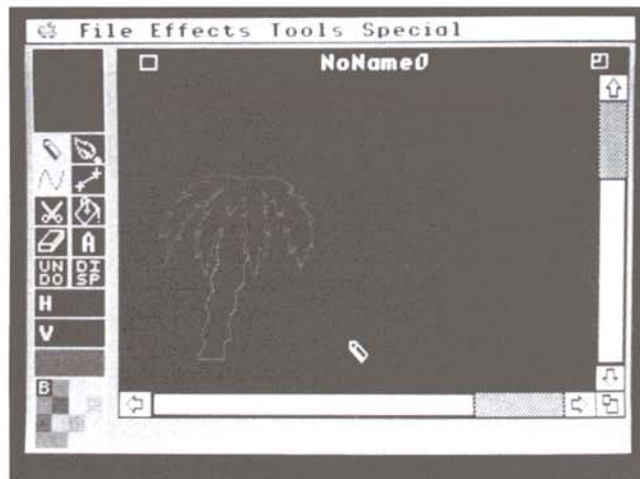 File Effects Tools Special
NoName0
A
UN DI
DO SP
H
V
B